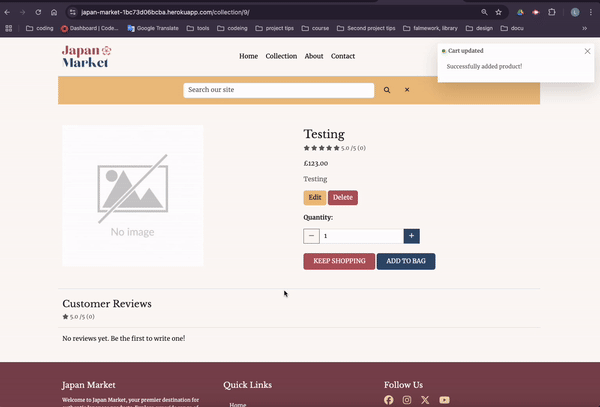 japan-market-1bc73d06bcba.herokuapp.com/collection/9/
coding
Dashboard | Code...
Google Translate
tools
codeing
project tips
course
Second project tips
falmework, library
design
docu
Japan
Market
Home Collection About Contact
Cart updated
Successfully added product!
Search our site
No image
Testing
5.0 /5 (0)
£123.00
Testing
Edit Delete
Quantity:
1
KEEP SHOPPING ADD TO BAG
Customer Reviews
5.0 /5 (0)
No reviews yet. Be the first to write one!
Japan Market
Quick Links
Follow Us
Welcome to Japan Market, your premier destination for
Home